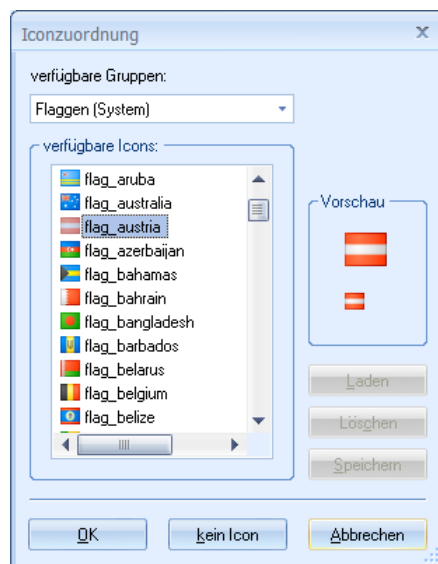 Iconzuordnung
verfügbare Gruppen:
Flaggen (System)
verfügbare Icons:
flag_aruba
flag_australia
flag_austria
flag_azerbaijan
flag_bahamas
flag_bahrain
flag_bangladesh
flag_barbados
flag_belarus
flag_belgium
flag_belize
Vorschau
Laden
Löschen
Speichern
OK
kein Icon
Abbrechen